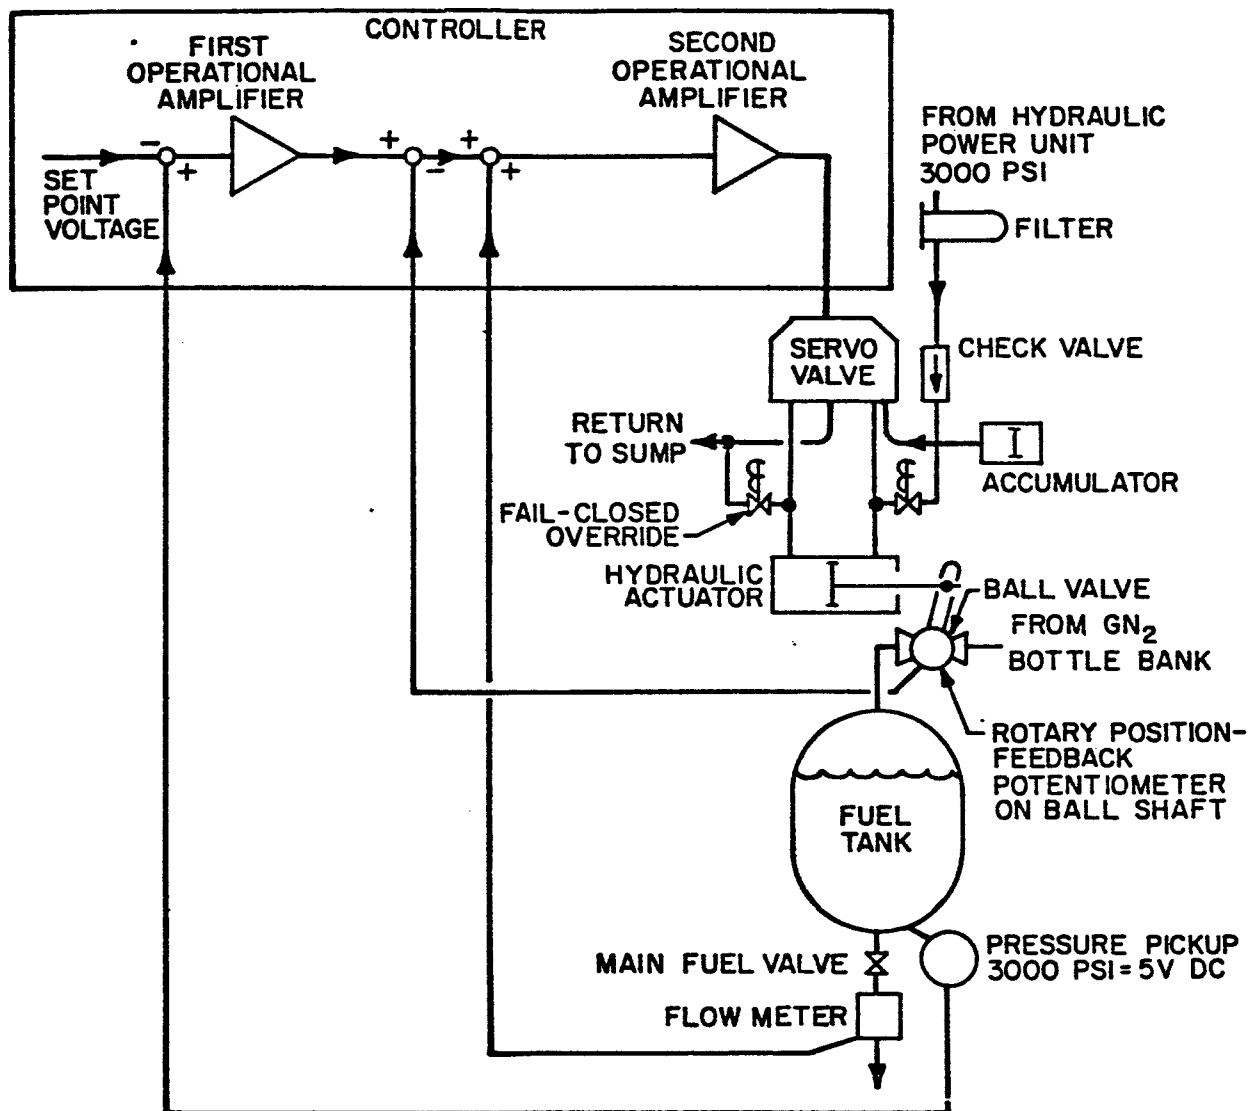 CONTROLLER
FIRST
OPERATIONAL
AMPLIFIER
SECOND
OPERATIONAL
AMPLIFIER
FROM HYDRAULIC
POWER UNIT
3000 PSI
- + + - + +
SET
POINT
VOLTAGE
FILTER
SERVO
VALVE
CHECK VALVE
RETURN
TO SUMP
ACCUMULATOR
FAIL-CLOSED
OVERRIDE
HYDRAULIC
ACTUATOR
BALL VALVE
FROM GN₂
BOTTLE BANK
ROTARY POSITION-
FEEDBACK
POTENTIOMETER
ON BALL SHAFT
FUEL
TANK
MAIN FUEL VALVE
PRESSURE PICKUP
3000 PSI = 5V DC
FLOW METER